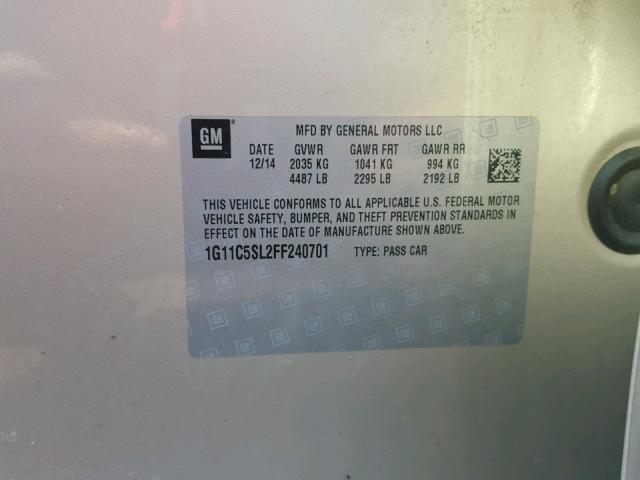 GM® MFD BY GENERAL MOTORS LLC
DATE GVWR GAWR FRT GAWR RR
12/14 2035 KG 1041 KG 994 KG
4487 LB 2295 LB 2192 LB
THIS VEHICLE CONFORMS TO ALL APPLICABLE U.S. FEDERAL MOTOR
VEHICLE SAFETY, BUMPER, AND THEFT PREVENTION STANDARDS IN
EFFECT ON THE DATE OF MANUFACTURE SHOWN ABOVE.
1G11C5SL2FF240701 TYPE: PASS CAR